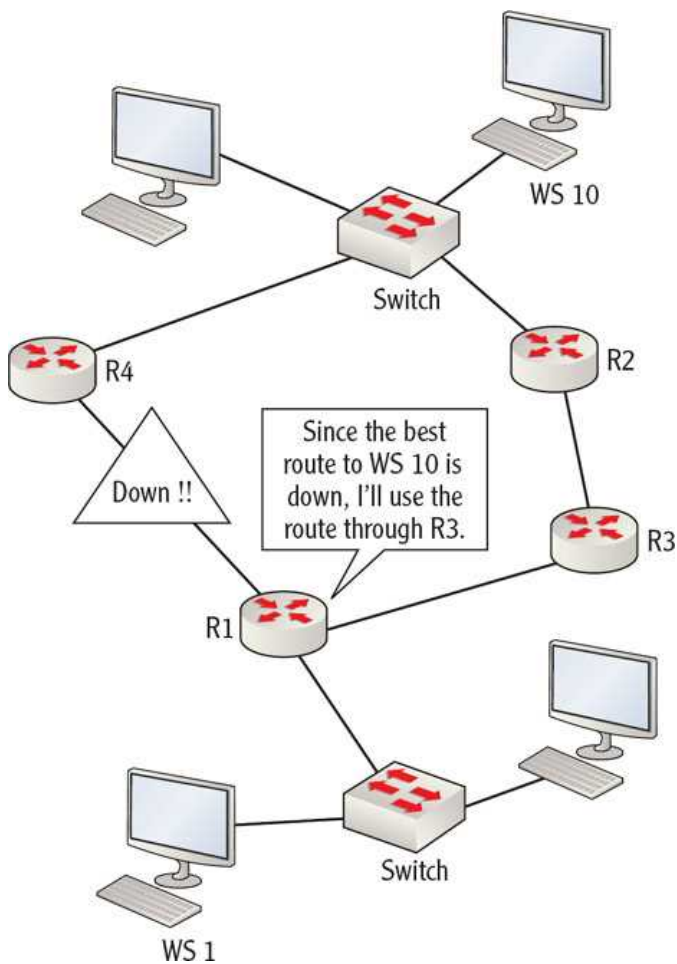 WS 10
Switch
R4
R2
Down !!
Since the best
route to WS 10 is
down, I'll use the
route through R3.
R3
R1
Switch
WS 1